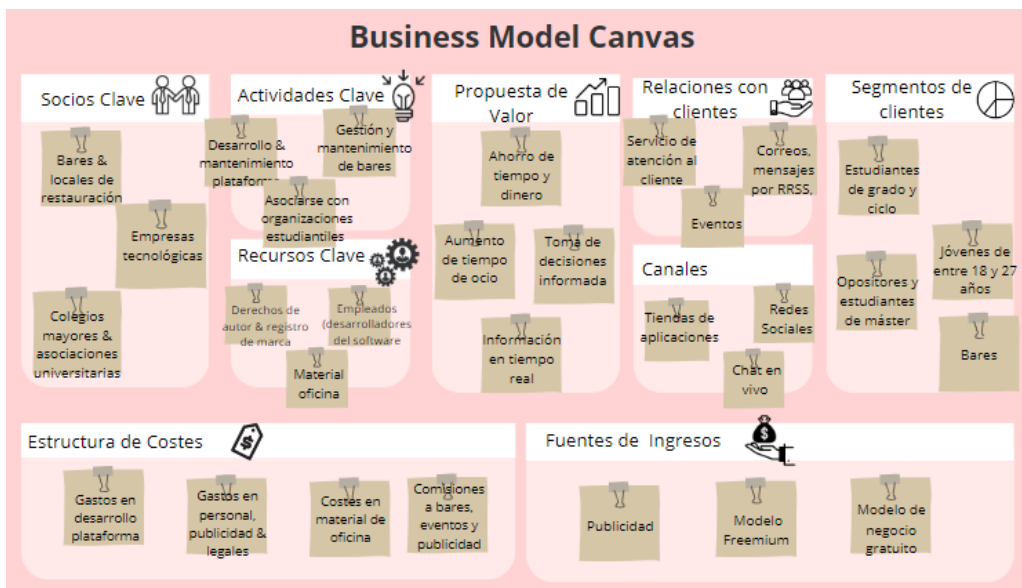 Business Model Canvas
Socios Clave
Bares &
locales de
restauración
Empresas
tecnológicas
Colegios
mayores &
asociaciones
universitarias
Actividades Clave
Desarrollo &
mantenimiento
plataforma
Gestión y
mantenimiento
de bares
Asociarse con
organizaciones
estudiantiles
Recursos Clave
Derechos de
autor & registro
de marca
Empleados
(desarrolladores
del software
Material
oficina
Propuesta de
Valor
Ahorro de
tiempo y
dinero
Aumento
de tiempo
de ocio
Toma de
decisiones
informada
Información
en tiempo
real
Relaciones con
clientes
Servicio de
atención al
cliente
Correos,
mensajes
por RRSS,
Eventos
Canales
Tiendas de
aplicaciones
Redes
Sociales
Chat en
vivo
Segmentos de
clientes
Estudiantes
de grado y
ciclo
Jóvenes de
entre 18 y 27
años
Opositores y
estudiantes
de máster
Bares
Estructura de Costes
Gastos en
desarrollo
plataforma
Gastos en
personal,
publicidad &
legales
Costes en
material de
oficina
Comisiones
a bares,
eventos y
publicidad
Fuentes de Ingresos
Publicidad
Modelo
Freemium
Modelo de
negocio
gratuito